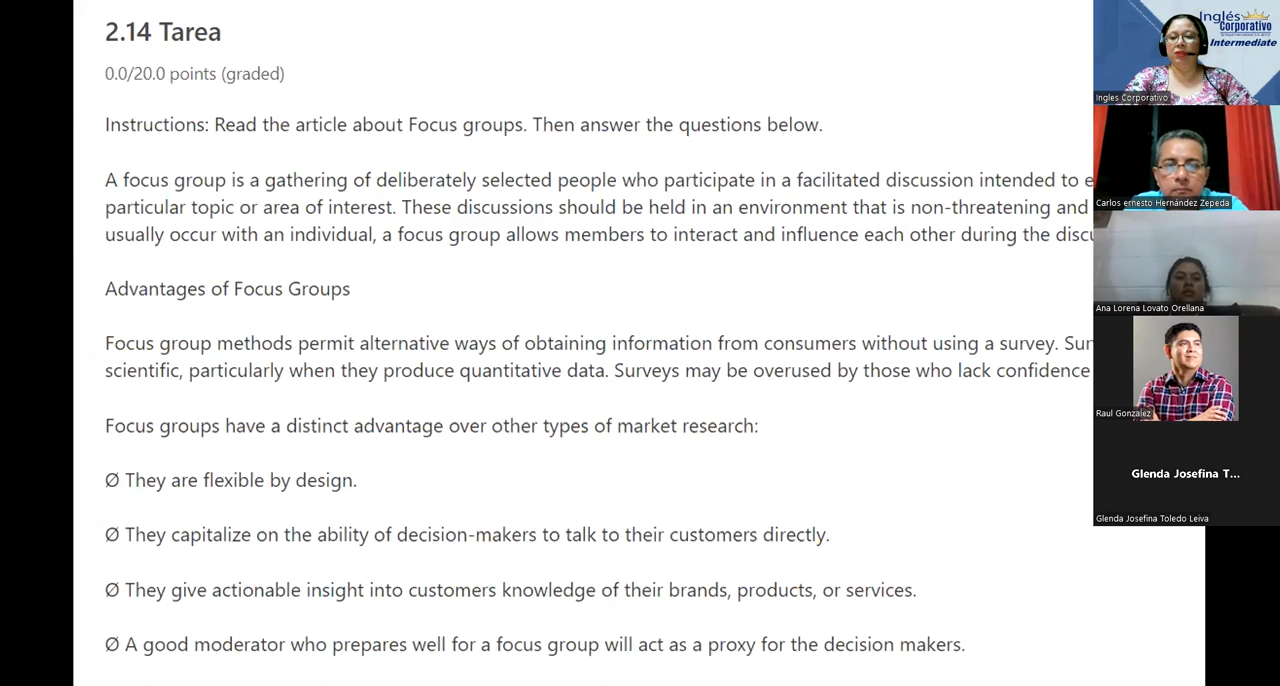 2.14 Tarea
0.0/20.0 points (graded)
Instructions: Read the article about Focus groups. Then answer the questions below.
A focus group is a gathering of deliberately selected people who participate in a facilitated discussion intended to e
particular topic or area of interest. These discussions should be held in an environment that is non-threatening and
usually occur with an individual, a focus group allows members to interact and influence each other during the discu
Advantages of Focus Groups
Focus group methods permit alternative ways of obtaining information from consumers without using a survey. Sur
scientific, particularly when they produce quantitative data. Surveys may be overused by those who lack confidence
Focus groups have a distinct advantage over other types of market research:
Ø They are flexible by design.
Ø They capitalize on the ability of decision-makers to talk to their customers directly.
Ø They give actionable insight into customers knowledge of their brands, products, or services.
Ø A good moderator who prepares well for a focus group will act as a proxy for the decision makers.
Inglés
Corporativo
Intermediate
Ingles Corporativo
Carlos ernesto Hernández Zepeda
Ana Lorena Lovato Orellana
Raul Gonzalez
Glenda Josefina T...
Glenda Josefina Toledo Leiva